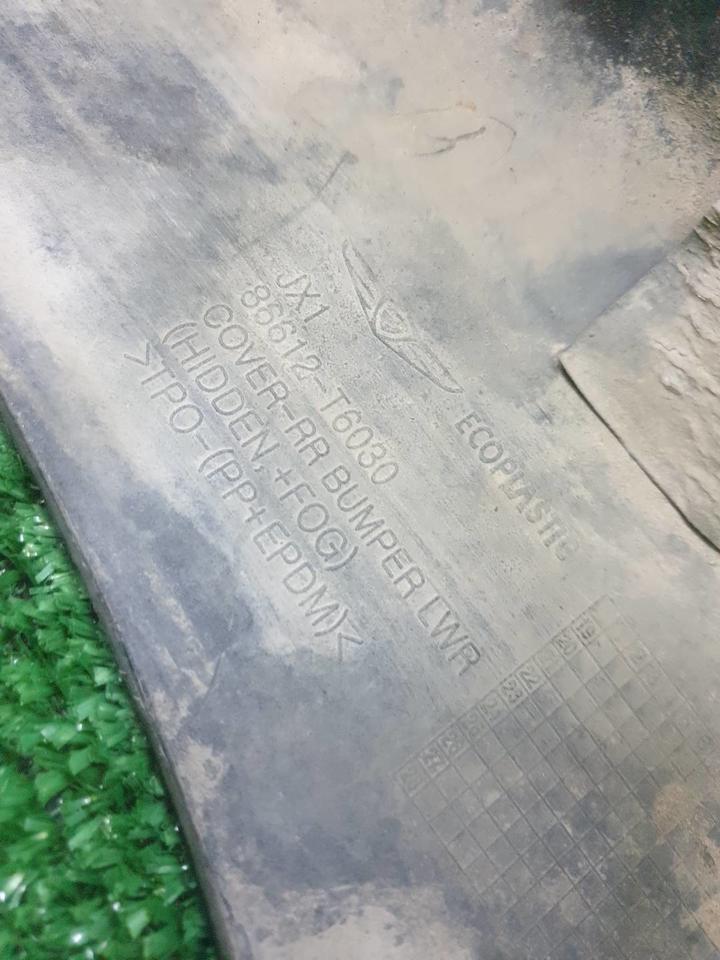 JX1
86612-T6030
COVER-RR BUMPER LWR
(HIDDEN,+FOG)
>TPO-(PP+EPDM)<
ECOPLASTIC